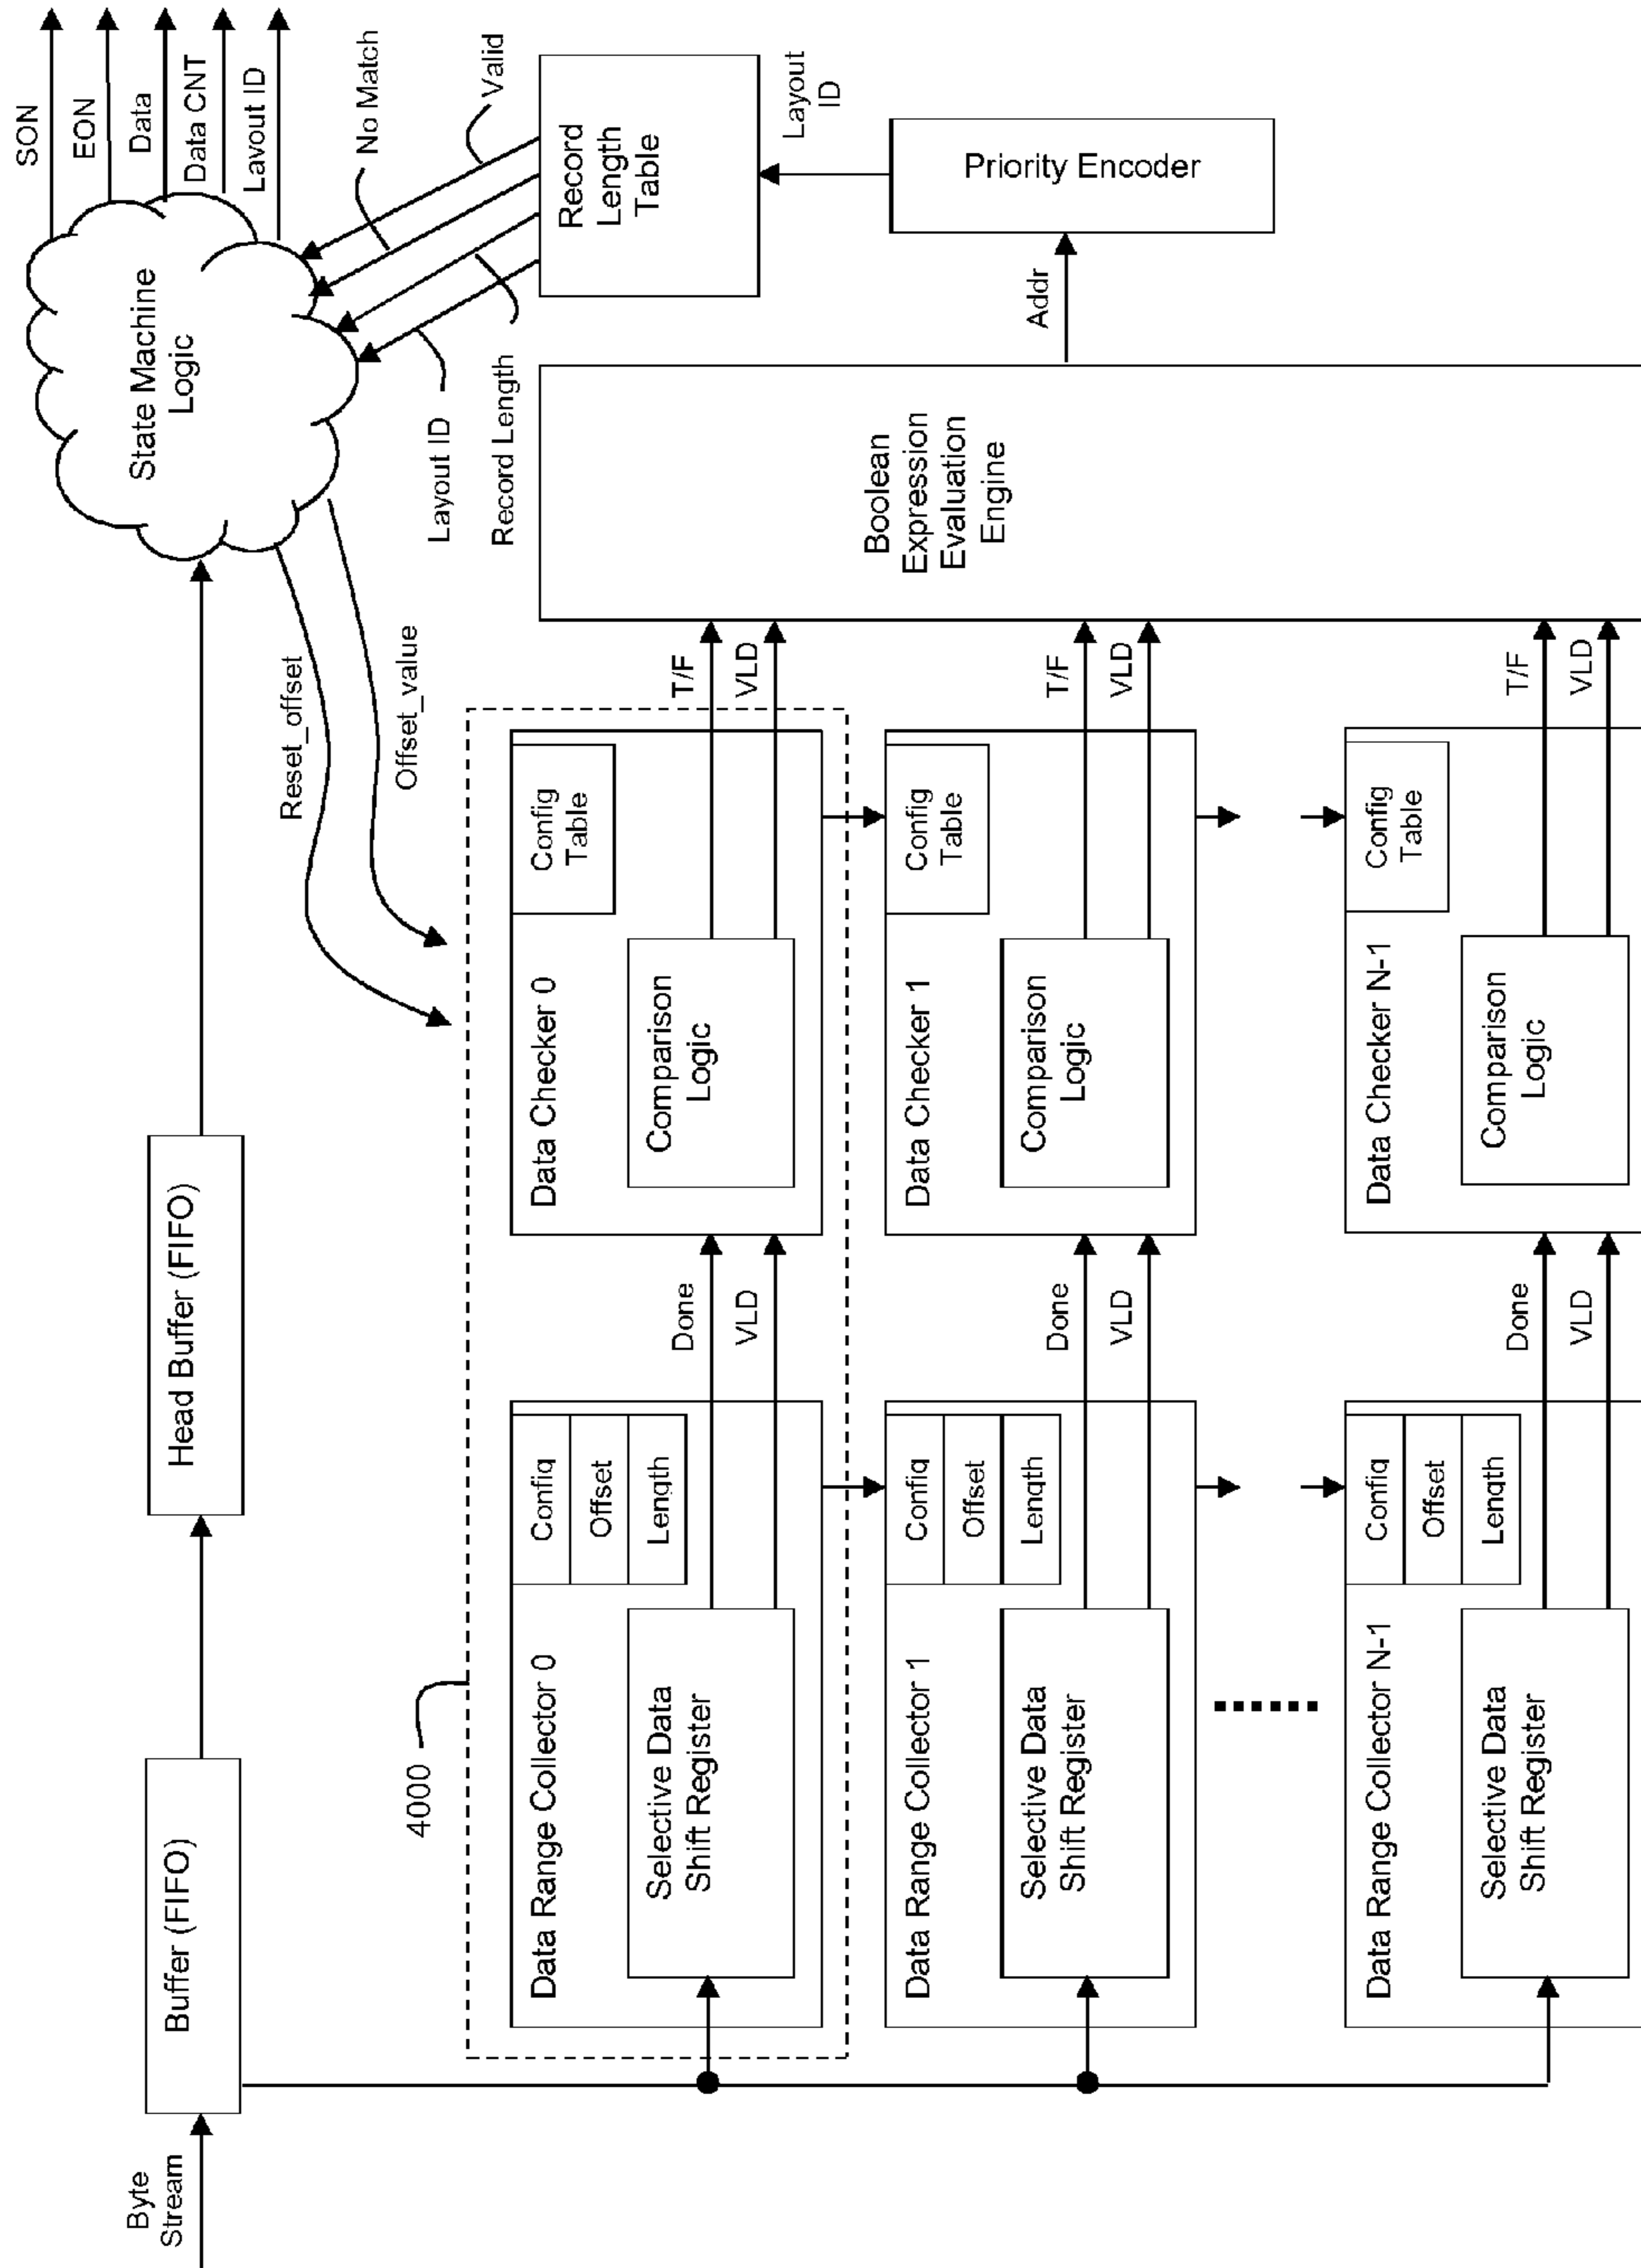 Byte
Stream
Buffer (FIFO)
Head Buffer (FIFO)
State Machine
Logic
SON
EON
Data
Data CNT
Layout ID
Reset_offset
Offset_value
Layout ID
Record Length
No Match
Valid
Record
Length
Table
Layout
ID
Priority Encoder
Addr
Boolean
Expression
Evaluation
Engine
4000
Data Range Collector 0
Config
Offset
Length
Selective Data
Shift Register
Done
VLD
Data Checker 0
Config
Table
Comparison
Logic
T/F
VLD
Data Range Collector 1
Config
Offset
Length
Selective Data
Shift Register
Done
VLD
Data Checker 1
Config
Table
Comparison
Logic
T/F
VLD
Data Range Collector N-1
Config
Offset
Length
Selective Data
Shift Register
Done
VLD
Data Checker N-1
Config
Table
Comparison
Logic
T/F
VLD